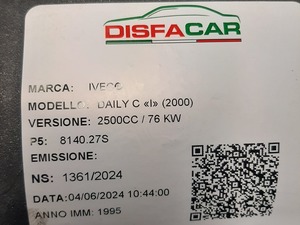 DISFACAR
MARCA: IVECO
MODELLO: DAILY C «I» (2000)
VERSIONE: 2500CC / 76 KW
P5: 8140.27S
EMISSIONE:
NS: 1361/2024
DATA:04/06/2024 10:44:00
ANNO IMM: 1995